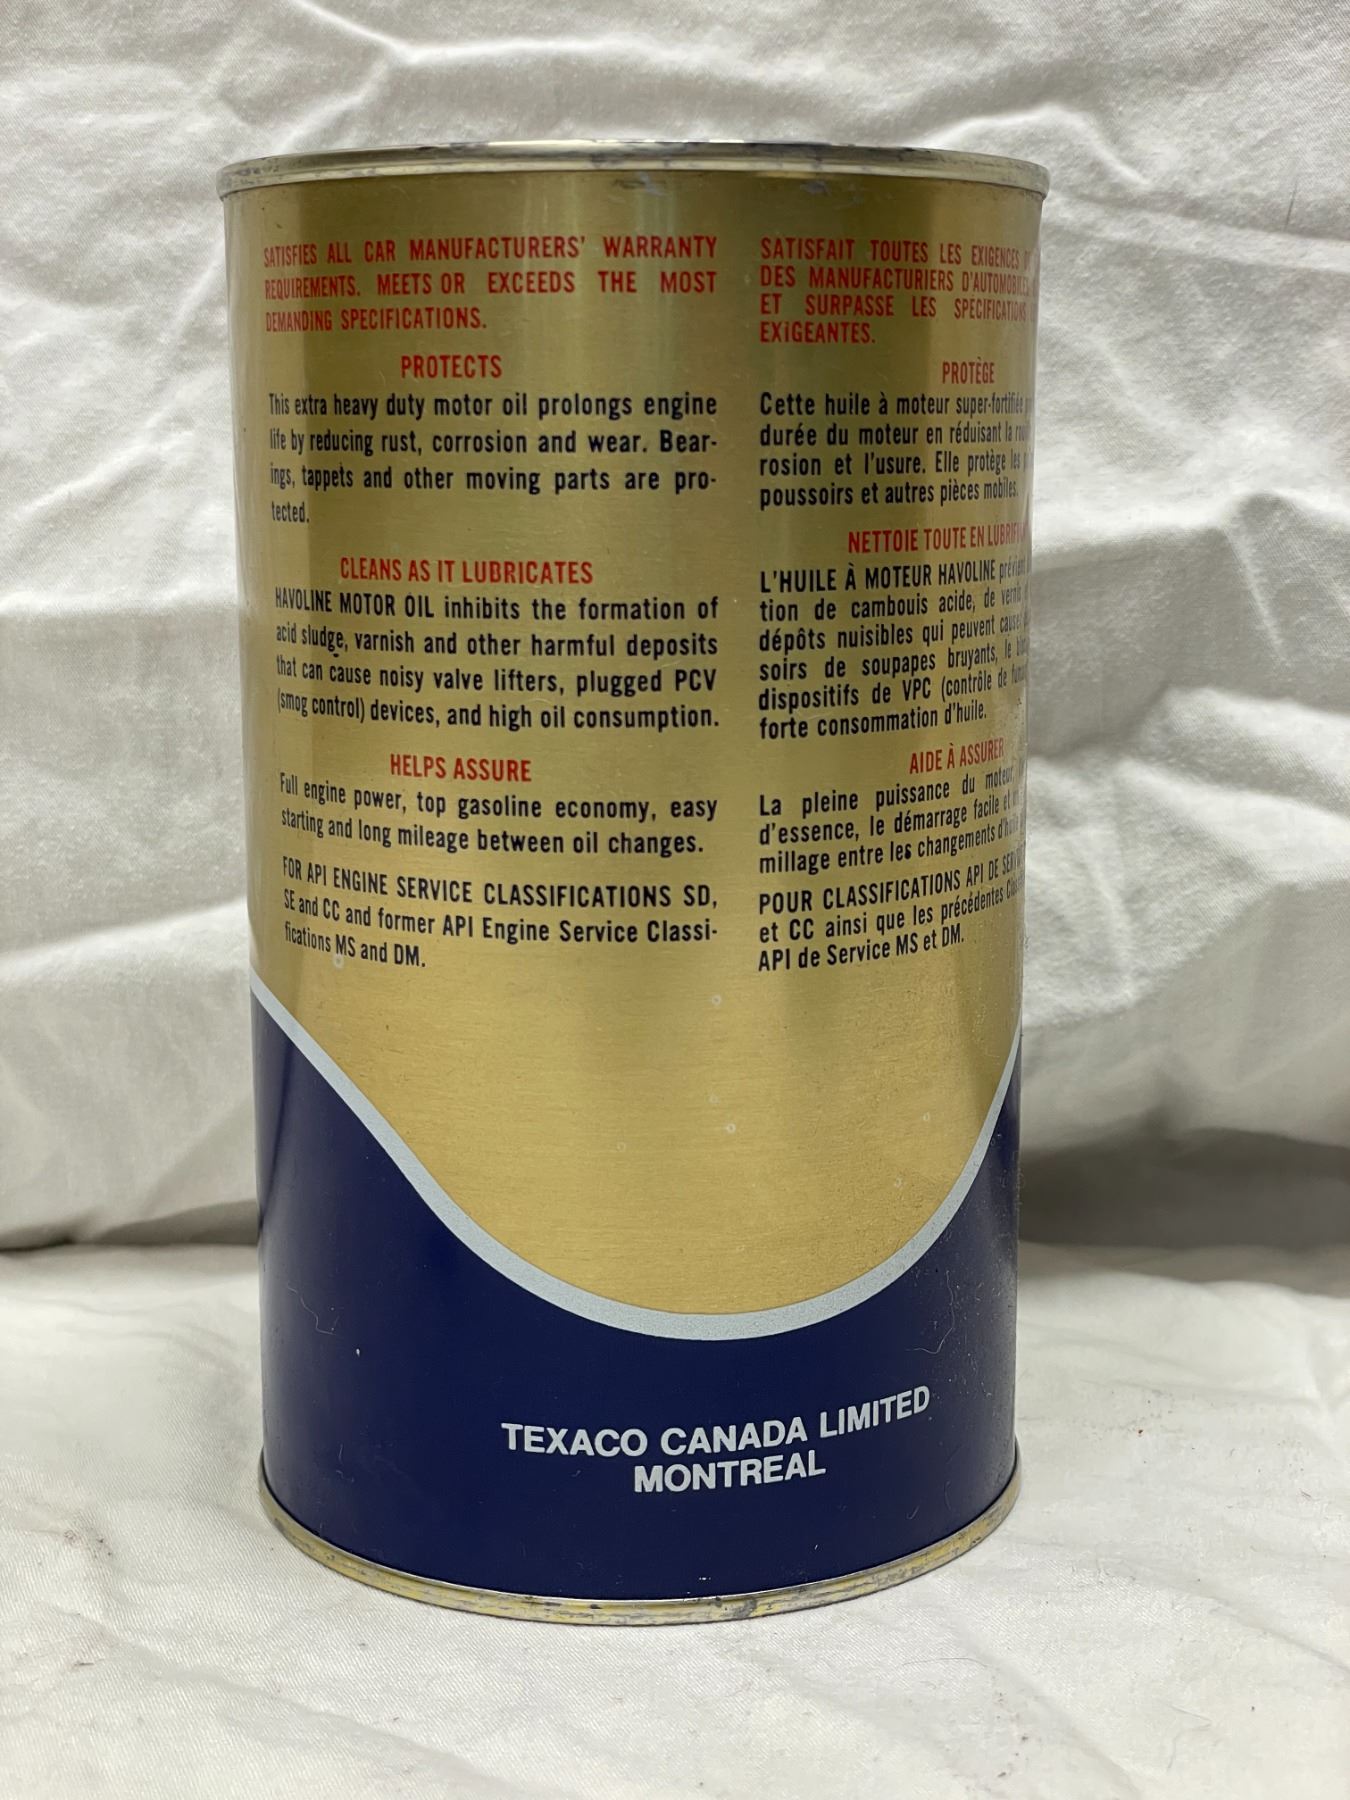 SATISFIES ALL CAR MANUFACTURERS' WARRANTY
REQUIREMENTS. MEETS OR EXCEEDS THE MOST
DEMANDING SPECIFICATIONS.
PROTECTS
This extra heavy duty motor oil prolongs engine
life by reducing rust, corrosion and wear. Bear-
ings, tappets and other moving parts are pro-
tected.
CLEANS AS IT LUBRICATES
HAVOLINE MOTOR OIL inhibits the formation of
acid sludge, varnish and other harmful deposits
that can cause noisy valve lifters, plugged PCV
(smog control) devices, and high oil consumption.
HELPS ASSURE
Full engine power, top gasoline economy, easy
starting and long mileage between oil changes.
FOR API ENGINE SERVICE CLASSIFICATIONS SD,
SE and CC and former API Engine Service Classi-
fications MS and DM.
SATISFAIT TOUTES LES EXIGENCES
DES MANUFACTURIERS D'AUTOMOBILES
ET SURPASSE LES SPECIFICATIONS
EXIGEANTES.
PROTÈGE
Cette huile à moteur super-fortifiée
durée du moteur en réduisant la
rosion et l'usure. Elle protège les
poussoirs et autres pièces mobiles.
NETTOIE TOUTE EN
L'HUILE À MOTEUR HAVOLINE prévient
tion de cambouis acide, de vernis
dépôts nuisibles qui peuvent causer
soirs de soupapes bruyants, le
dispositifs de VPC (contrôle de
forte consommation d'huile.
AIDE À ASSURER
La pleine puissance du moteur,
d'essence, le démarrage facile et
millage entre les changements
POUR CLASSIFICATIONS API DE
et CC ainsi que les précédentes
API de Service MS et DM.
TEXACO CANADA LIMITED
MONTREAL